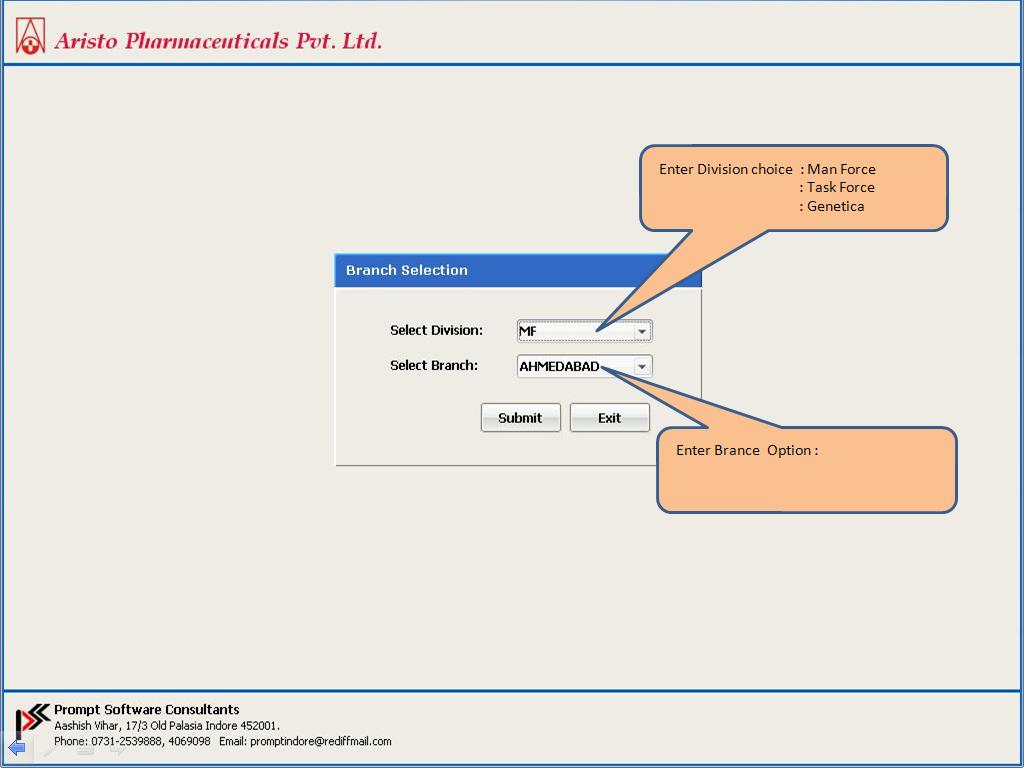 Aristo Pharmaceuticals Pvt. Ltd.
Enter Division choice : Man Force
: Task Force
: Genetica
Branch Selection
Select Division: MF
Select Branch: AHMEDABAD
Submit Exit
Enter Brance Option :
Prompt Software Consultants
Aashish Vihar, 17/3 Old Palasia Indore 452001.
Phone: 0731-2539888, 4069098 Email: promptindore@rediffmail.com